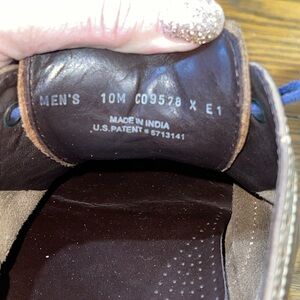 MEN'S 10M C09578 X E1
MADE IN INDIA
U.S. PATENT # 5713141